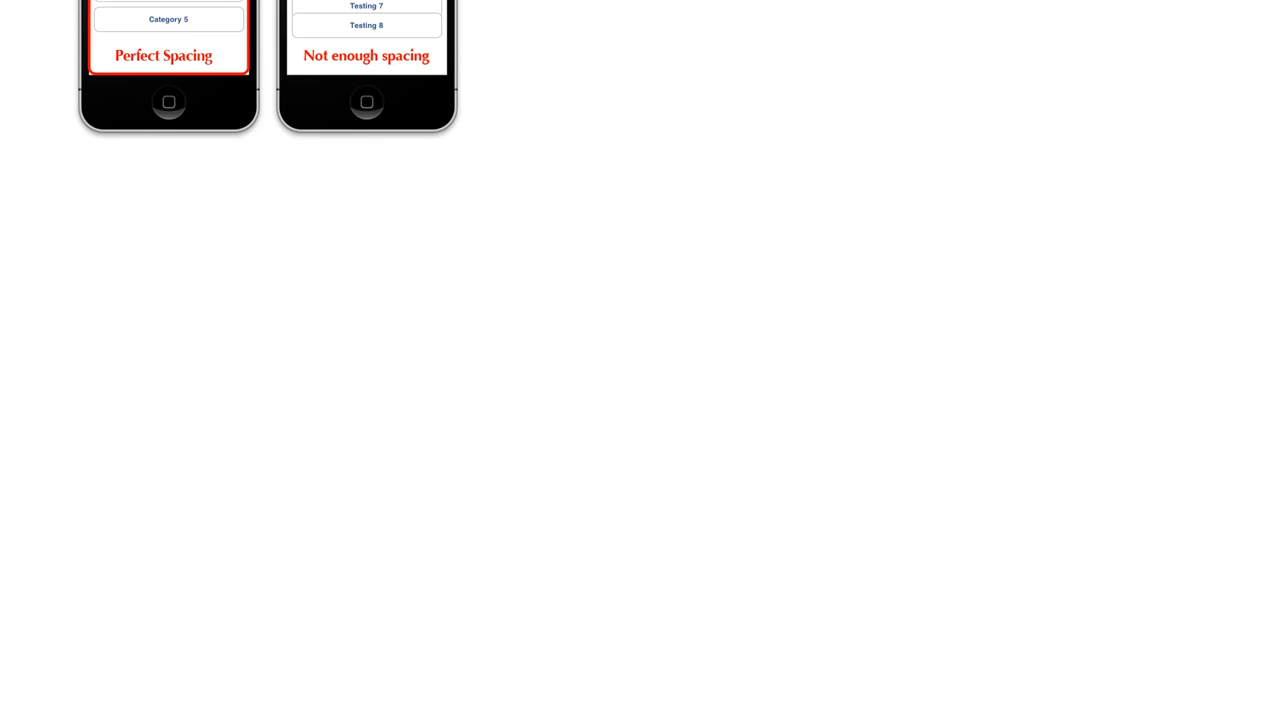 Category 5
Perfect Spacing
Testing 7
Testing 8
Not enough spacing